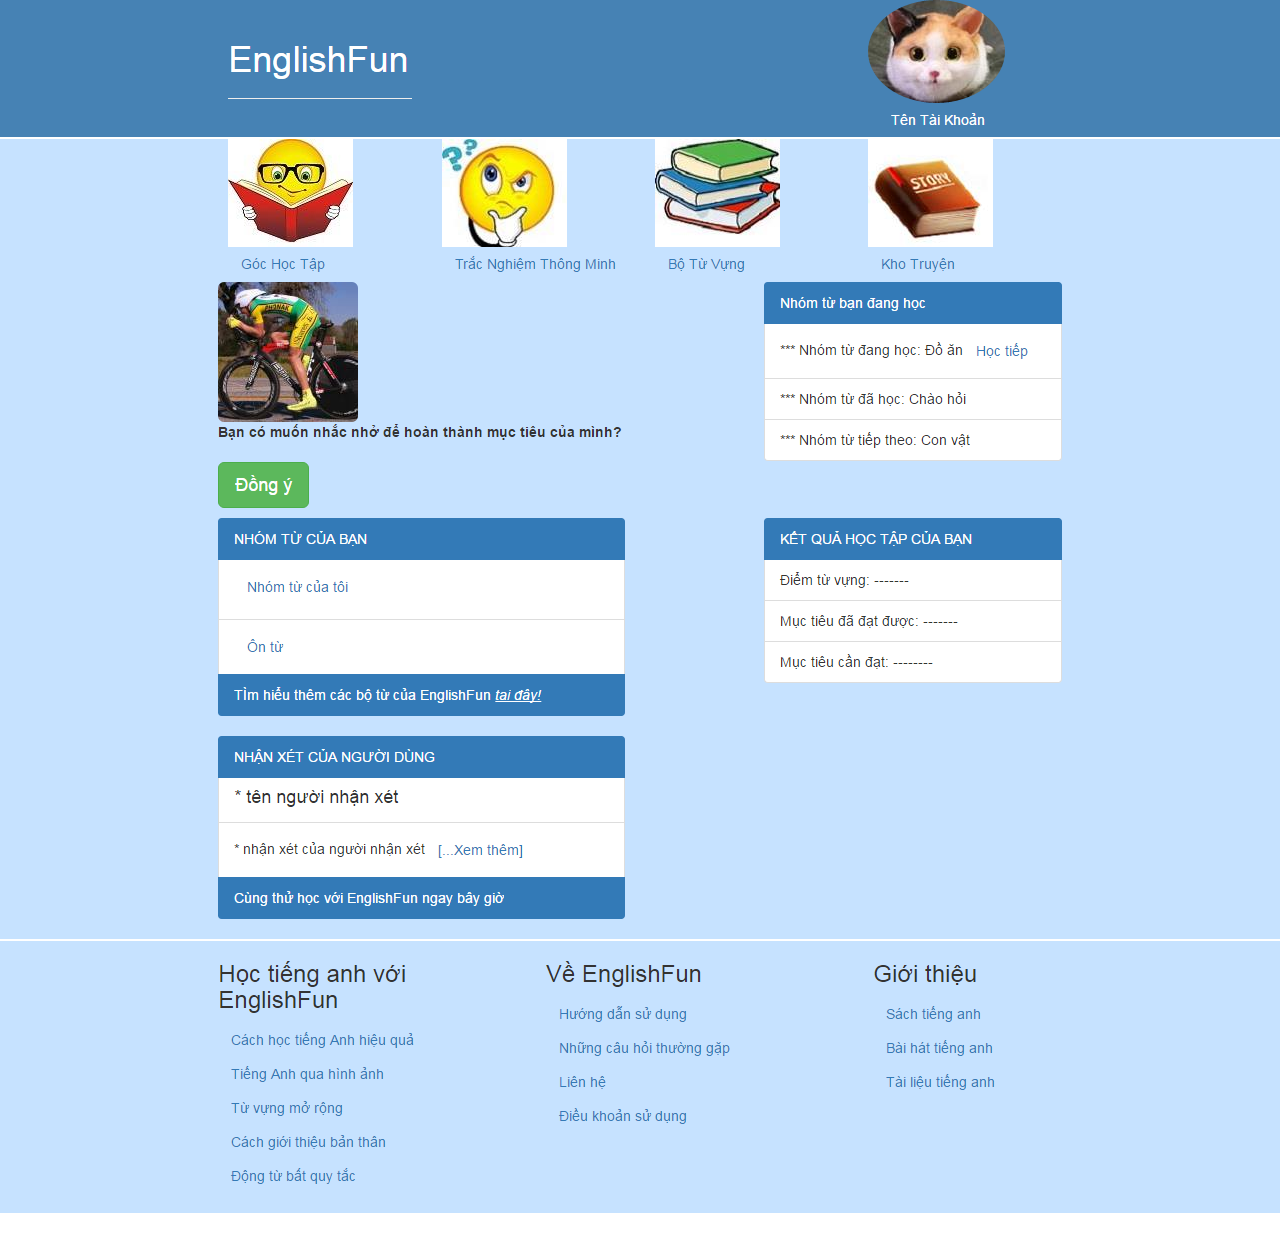 EnglishFun
Tên Tài Khoản
STORY
Góc Học Tập
Trắc Nghiệm Thông Minh
Bộ Từ Vựng
Kho Truyện
Bạn có muốn nhắc nhở để hoàn thành mục tiêu của mình?
Đồng ý
Nhóm từ bạn đang học
*** Nhóm từ đang học: Đồ ăn Học tiếp
*** Nhóm từ đã học: Chào hỏi
*** Nhóm từ tiếp theo: Con vật
NHÓM TỪ CỦA BẠN
Nhóm từ của tôi
Ôn từ
Tỉm hiểu thêm các bộ từ của EnglishFun tai đây!
KẾT QUẢ HỌC TẬP CỦA BẠN
Điểm từ vựng: -------
Mục tiêu đã đạt được: -------
Mục tiêu cần đạt: --------
NHẬN XÉT CỦA NGƯỜI DÙNG
* tên người nhận xét
* nhận xét của người nhận xét [...Xem thêm]
Cùng thử học với EnglishFun ngay bây giờ
Học tiếng anh với
EnglishFun
Cách học tiếng Anh hiệu quả
Tiếng Anh qua hình ảnh
Từ vựng mở rộng
Cách giới thiệu bản thân
Động từ bất quy tắc
Về EnglishFun
Hướng dẫn sử dụng
Những câu hỏi thường gặp
Liên hệ
Điều khoản sử dụng
Giới thiệu
Sách tiếng anh
Bài hát tiếng anh
Tài liệu tiếng anh